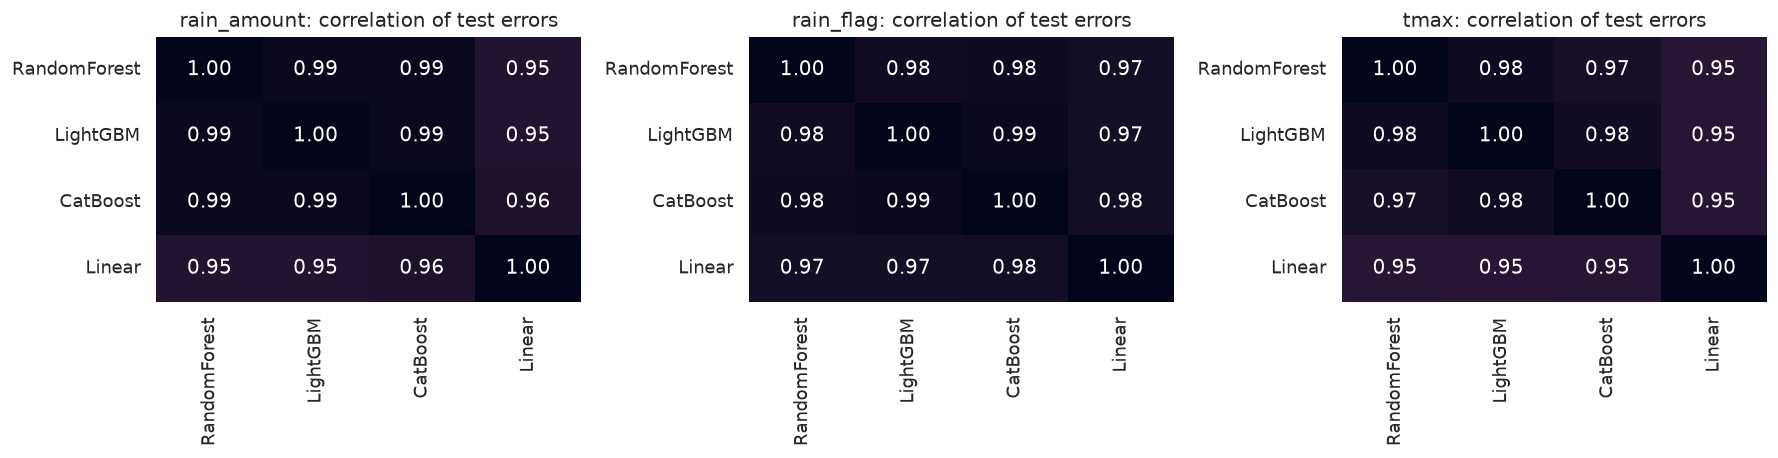 rain_amount: correlation of test errors
RandomForest 1.00 0.99 0.99 0.95
LightGBM 0.99 1.00 0.99 0.95
CatBoost 0.99 0.99 1.00 0.96
Linear 0.95 0.95 0.96 1.00
RandomForest
LightGBM
CatBoost
Linear
rain_flag: correlation of test errors
RandomForest 1.00 0.98 0.98 0.97
LightGBM 0.98 1.00 0.99 0.97
CatBoost 0.98 0.99 1.00 0.98
Linear 0.97 0.97 0.98 1.00
RandomForest
LightGBM
CatBoost
Linear
tmax: correlation of test errors
RandomForest 1.00 0.98 0.97 0.95
LightGBM 0.98 1.00 0.98 0.95
CatBoost 0.97 0.98 1.00 0.95
Linear 0.95 0.95 0.95 1.00
RandomForest
LightGBM
CatBoost
Linear